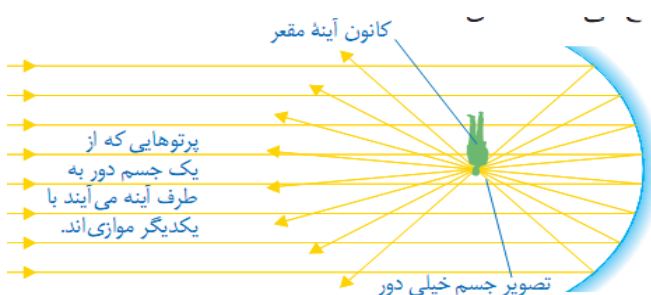 کانون آینهٔ مقعر
پرتوهایی که از
یک جسم دور به
طرف آینه می‌آیند با
یکدیگر موازی‌اند.
تصویر جسم خیلی دور